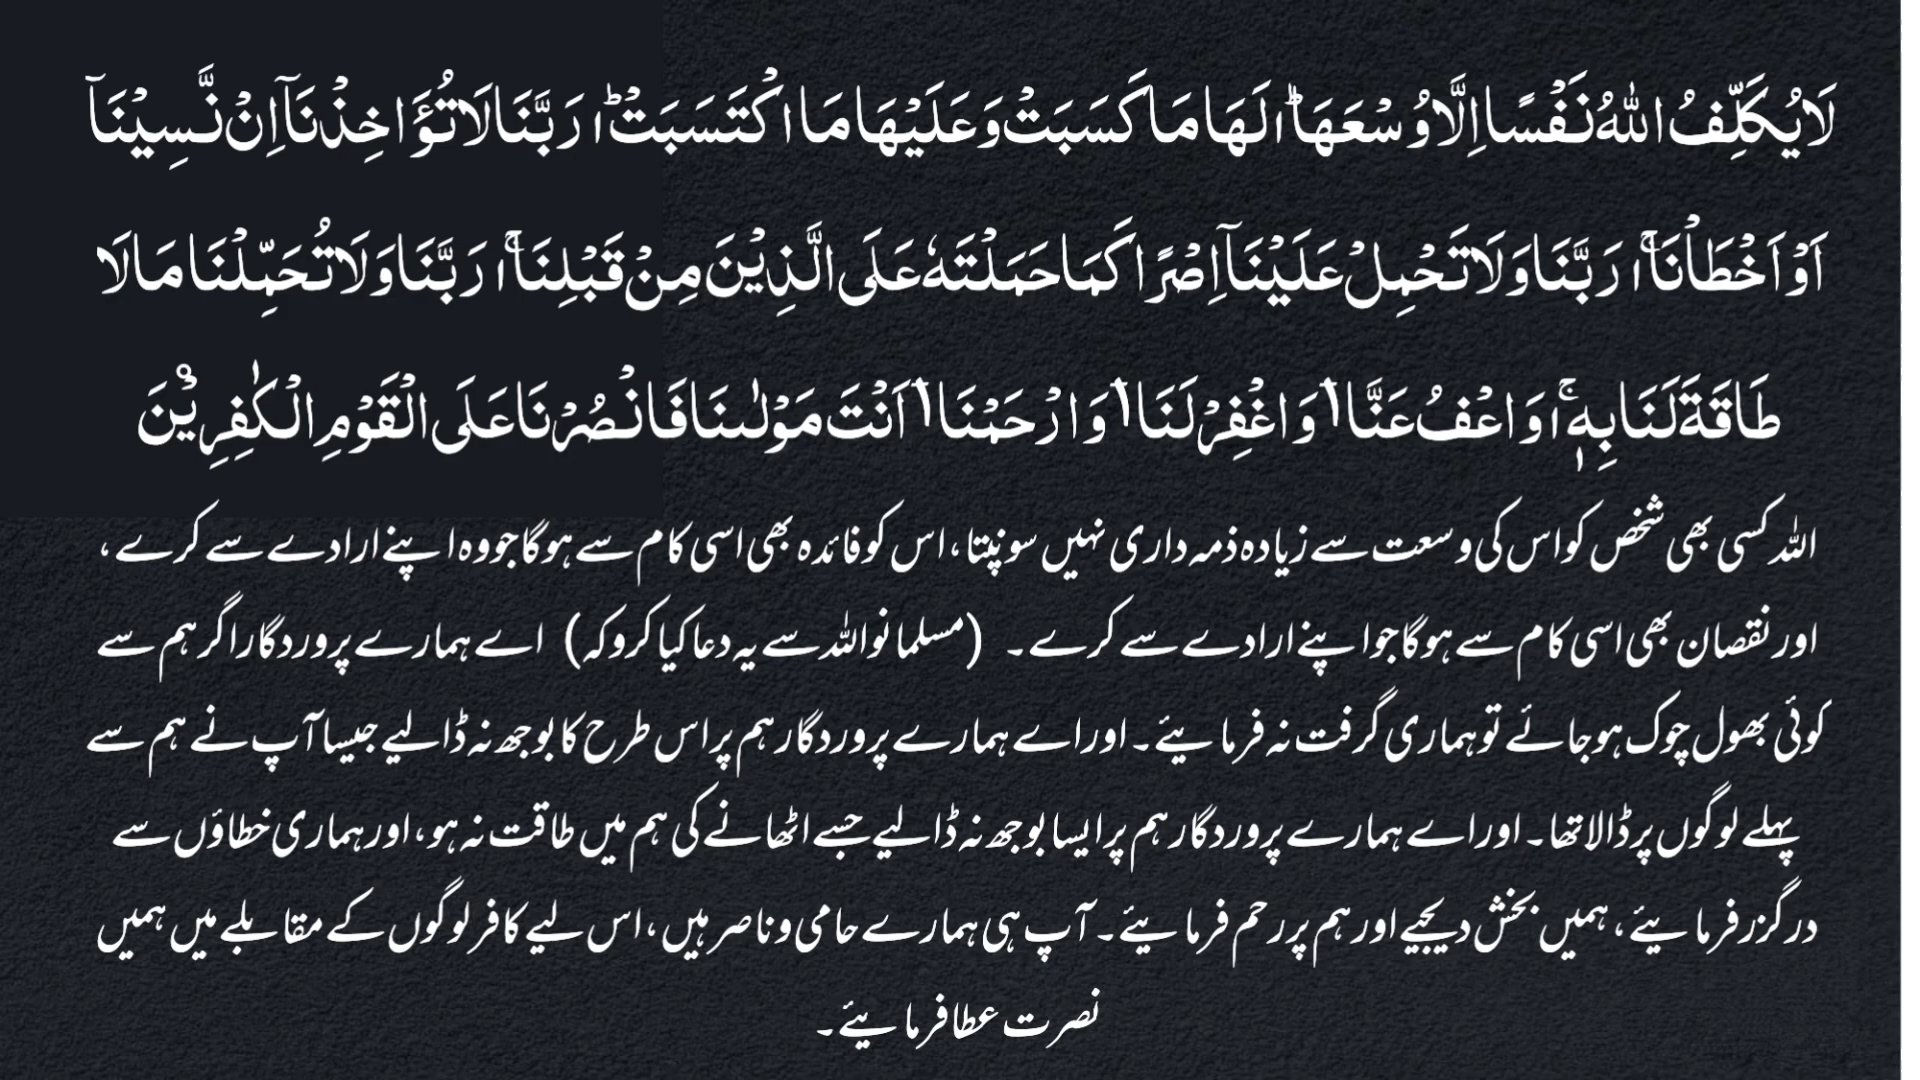 لَا يُكَلِّفُ اللّٰهُ نَفْسًا اِلَّا وُسْعَهَاؕ لَهَا مَا كَسَبَتْ وَعَلَيْهَا مَا اكْتَسَبَتْؕ رَبَّنَا لَا تُؤَاخِذْنَاۤ اِنْ نَّسِيْنَاۤ
اَوْ اَخْطَاْنَاۚ رَبَّنَا وَلَا تَحْمِلْ عَلَيْنَاۤ اِصْرًا كَمَا حَمَلْتَهٗ عَلَى الَّذِيْنَ مِنْ قَبْلِنَاۚ رَبَّنَا وَلَا تُحَمِّلْنَا مَا لَا
طَاقَةَ لَنَا بِهٖۚ وَاعْفُ عَنَّاٝ وَاغْفِرْ لَنَاٝ وَارْحَمْنَاٝ اَنْتَ مَوْلٰىنَا فَانْصُرْنَا عَلَى الْقَوْمِ الْكٰفِرِيْنَ
اللہ کسی بھی شخص کو اس کی وسعت سے زیادہ ذمہ داری نہیں سونپتا، اس کو فائدہ بھی اسی کام سے ہوگا جو وہ اپنے ارادے سے کرے،
اور نقصان بھی اسی کام سے ہوگا جو اپنے ارادے سے کرے۔ (مسلمانو اللہ سے یہ دعا کیا کرو کہ) اے ہمارے پروردگار اگر ہم سے
کوئی بھول چوک ہوجائے تو ہماری گرفت نہ فرمایئے۔ اور اے ہمارے پروردگار ہم پر اس طرح کا بوجھ نہ ڈالیے جیسا آپ نے ہم سے
پہلے لوگوں پر ڈالا تھا۔ اور اے ہمارے پروردگار ہم پر ایسا بوجھ نہ ڈالیے جسے اٹھانے کی ہم میں طاقت نہ ہو، اور ہماری خطاؤں سے
درگزر فرمایئے، ہمیں بخش دیجیے اور ہم پر رحم فرمایئے۔ آپ ہی ہمارے حامی و ناصر ہیں، اس لیے کافر لوگوں کے مقابلے میں ہمیں
نصرت عطا فرمایئے۔